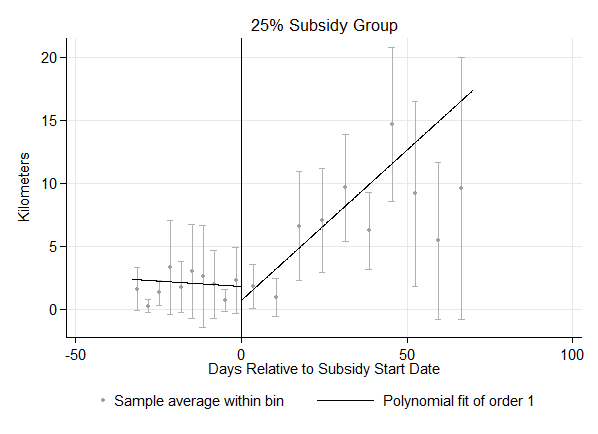 25% Subsidy Group
20
15
10
5
0
Kilometers
-50 0 50 100
Days Relative to Subsidy Start Date
Sample average within bin Polynomial fit of order 1